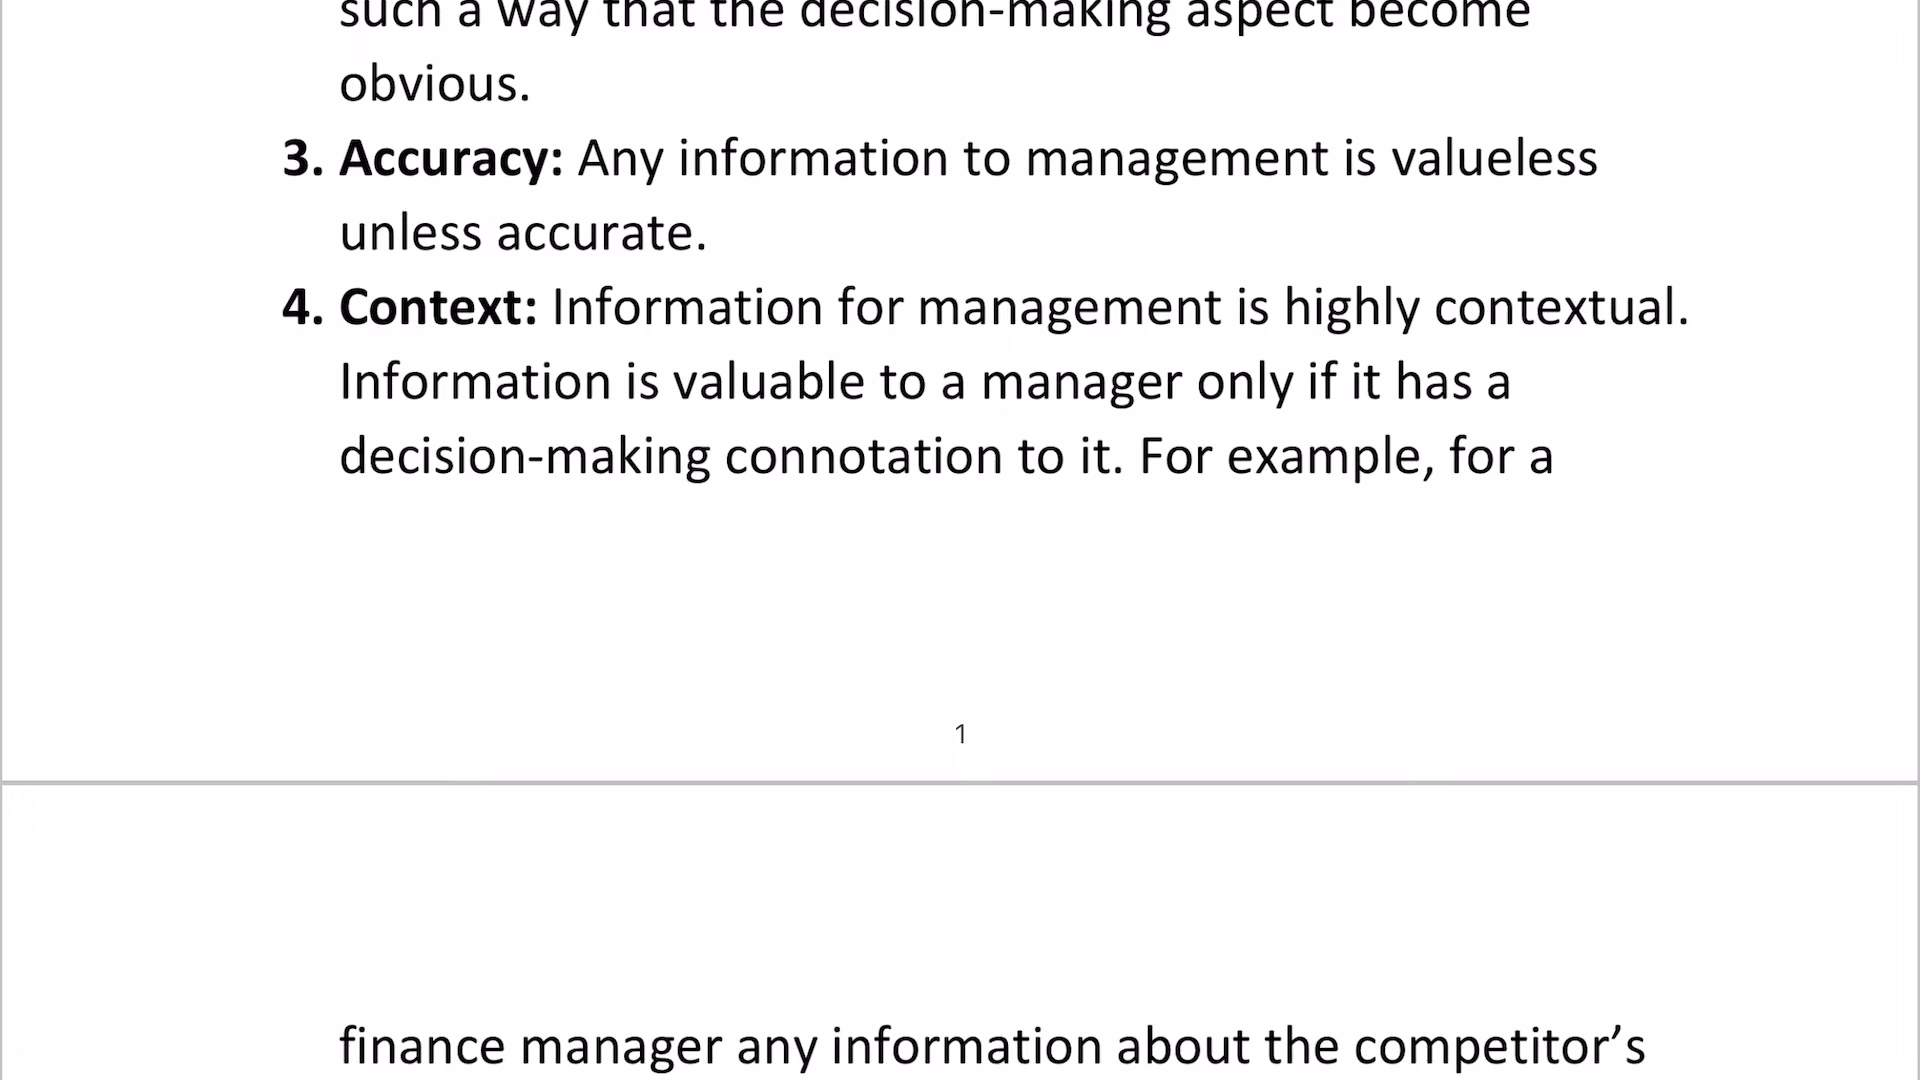 such a way that the decision-making aspect become
obvious.
3. Accuracy: Any information to management is valueless
unless accurate.
4. Context: Information for management is highly contextual.
Information is valuable to a manager only if it has a
decision-making connotation to it. For example, for a
1
finance manager any information about the competitor’s